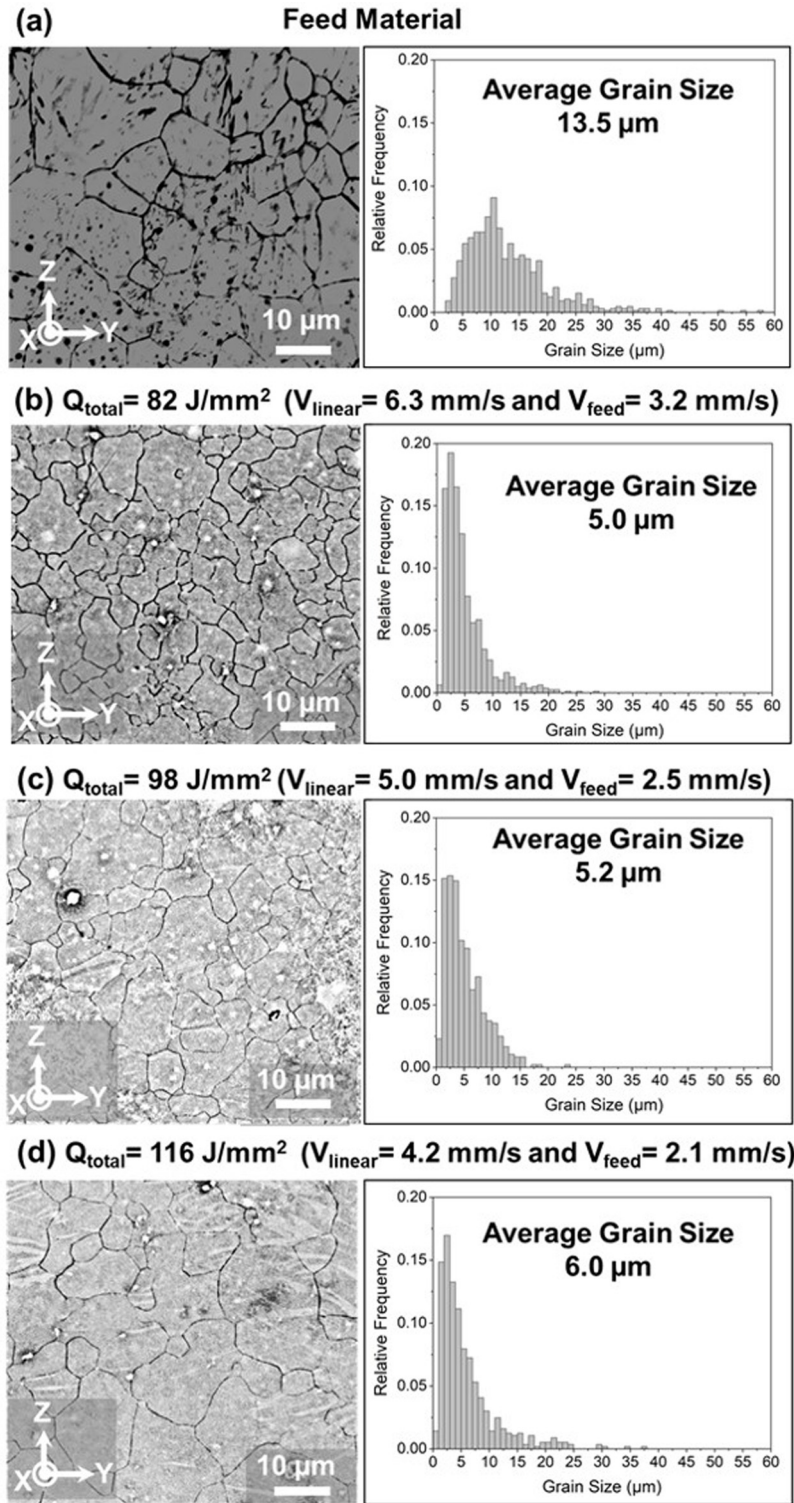 (a) Feed Material
Z
X Y
10 µm
Average Grain Size
13.5 µm
Relative Frequency
0.20
0.15
0.10
0.05
0.00
0 5 10 15 20 25 30 35 40 45 50 55 60
Grain Size (µm)
(b) Qtotal= 82 J/mm² (Vlinear= 6.3 mm/s and Vfeed= 3.2 mm/s)
Z
X Y
10 µm
Average Grain Size
5.0 µm
Relative Frequency
0.20
0.15
0.10
0.05
0.00
0 5 10 15 20 25 30 35 40 45 50 55 60
Grain Size (µm)
(c) Qtotal= 98 J/mm² (Vlinear= 5.0 mm/s and Vfeed= 2.5 mm/s)
Z
X Y
10 µm
Average Grain Size
5.2 µm
Relative Frequency
0.20
0.15
0.10
0.05
0.00
0 5 10 15 20 25 30 35 40 45 50 55 60
Grain Size (µm)
(d) Qtotal= 116 J/mm² (Vlinear= 4.2 mm/s and Vfeed= 2.1 mm/s)
Z
X Y
10 µm
Average Grain Size
6.0 µm
Relative Frequency
0.20
0.15
0.10
0.05
0.00
0 5 10 15 20 25 30 35 40 45 50 55 60
Grain Size (µm)